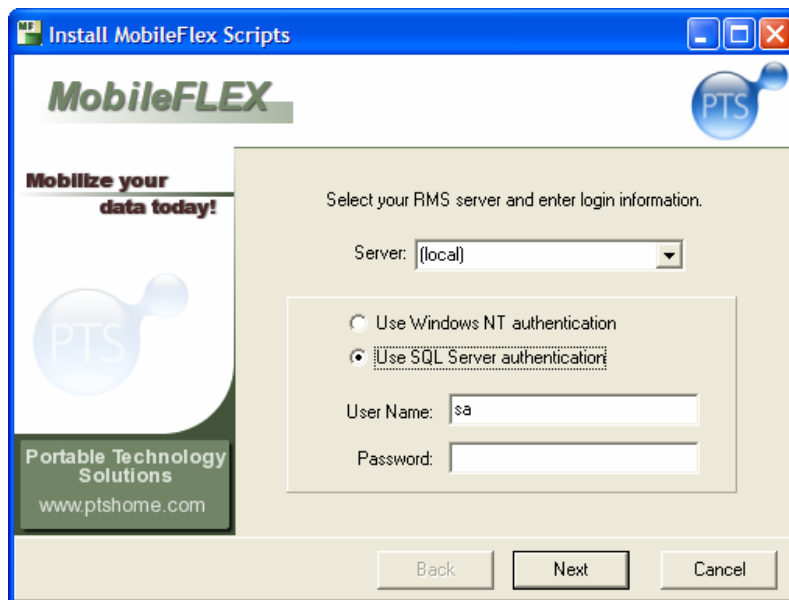 MF
Install MobileFlex Scripts
MobileFLEX
PTS
Mobilize your
data today!
Select your RMS server and enter login information.
Server: (local)
PTS
Use Windows NT authentication
Use SQL Server authentication
User Name: sa
Password:
Portable Technology
Solutions
www.ptshome.com
Back Next Cancel